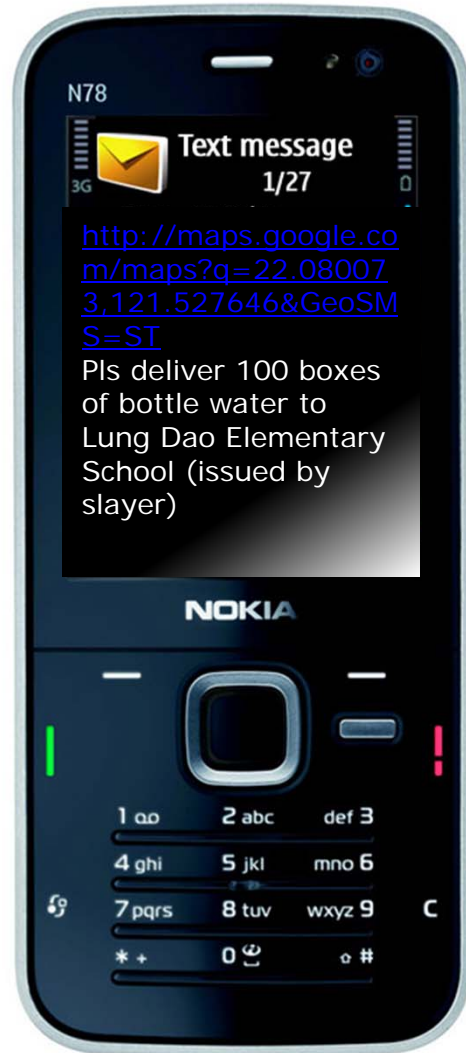 N78
Text message
3G
1/27
http://maps.google.co
m/maps?q=22.08007
3,121.527646&GeoSM
S=ST
Pls deliver 100 boxes
of bottle water to
Lung Dao Elementary
School (issued by
slayer)
NOKIA
1 2 abc def 3
4 ghi 5 jkl mno 6
7 pqrs 8 tuv wxyz 9 C
* + 0 #